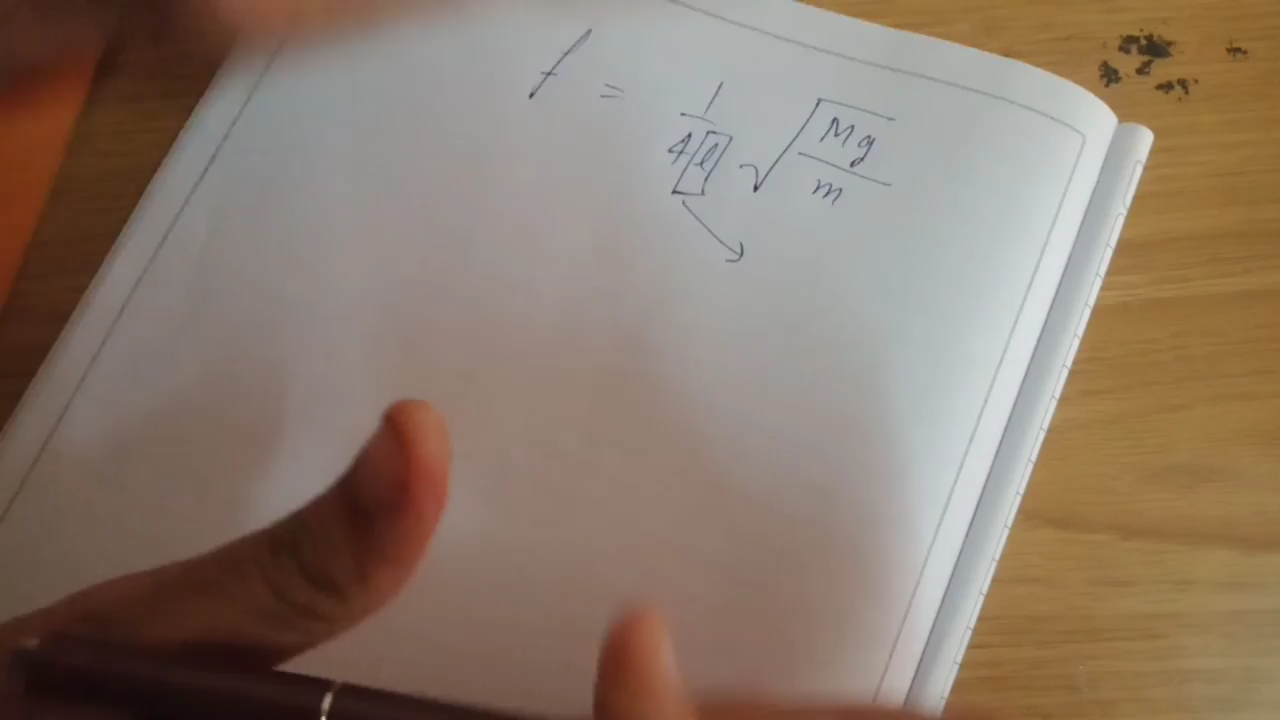 f = 1/4l √(Mg/m)